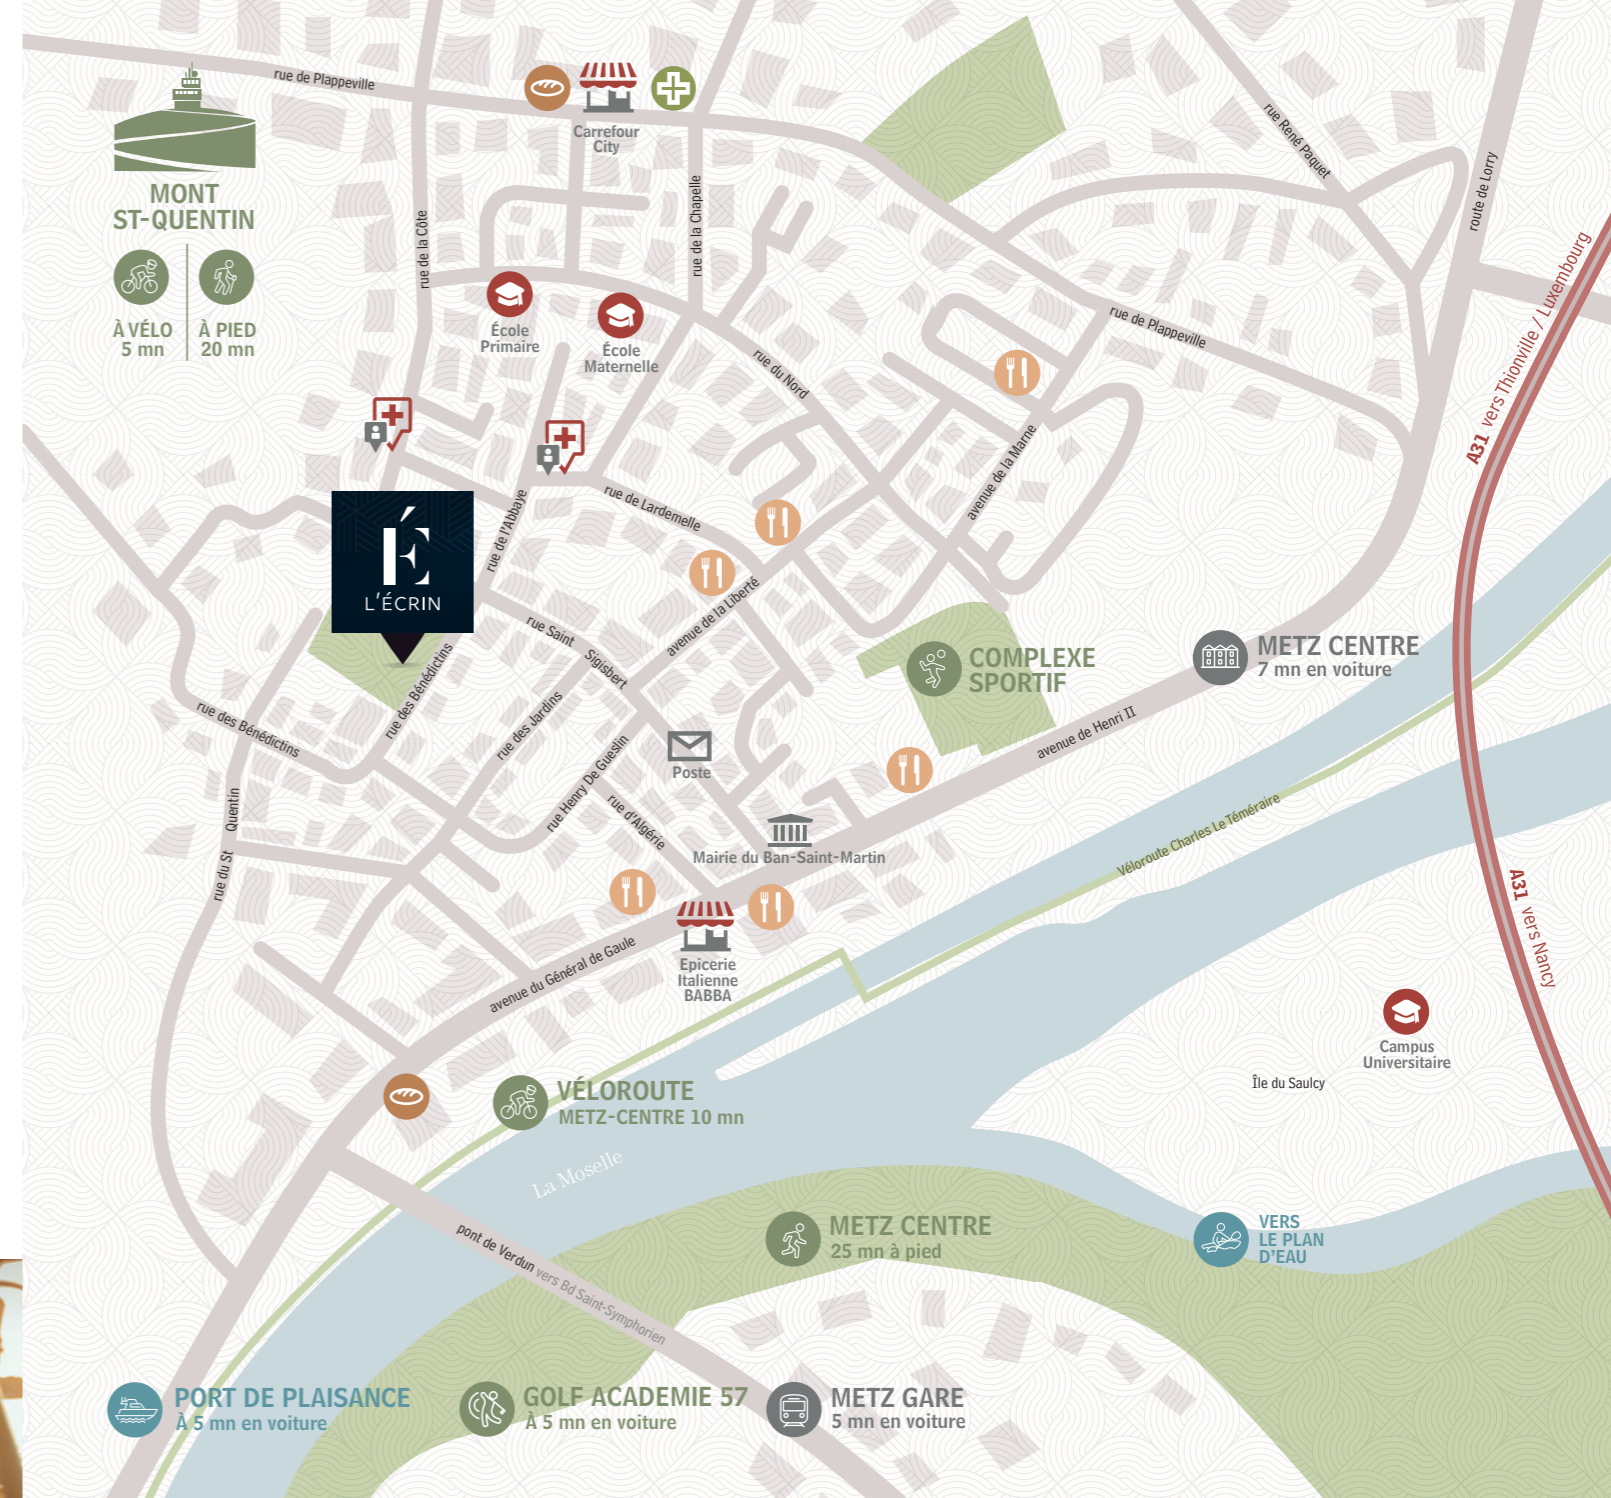 rue de Plappeville
Carrefour
City
MONT
ST-QUENTIN
À VÉLO
5 mn
À PIED
20 mn
rue de la Côte
rue de la Chapelle
rue René Paquet
route de Lorry
A31 vers Thionville / Luxembourg
École
Primaire
École
Maternelle
rue du Nord
rue de Plappeville
avenue de la Marne
rue de Lardemelle
rue de l'Abbaye
É
L'ÉCRIN
rue Saint
Sigisbert
avenue de la Liberté
rue des Bénédictins
rue des Bénédictins
rue des Jardins
rue Henry De Gueslin
Poste
rue d'Algérie
COMPLEXE
SPORTIF
METZ CENTRE
7 mn en voiture
avenue de Henri II
Véloroute Charles Le Téméraire
Mairie du Ban-Saint-Martin
rue du St Quentin
avenue du Général de Gaule
Epicerie
Italienne
BABBA
A31 vers Nancy
Campus
Universitaire
Île du Saulcy
VÉLOROUTE
METZ-CENTRE 10 mn
La Moselle
pont de Verdun vers Bd Saint-Symphorien
METZ CENTRE
25 mn à pied
VERS
LE PLAN
D'EAU
PORT DE PLAISANCE
À 5 mn en voiture
GOLF ACADEMIE 57
À 5 mn en voiture
METZ GARE
5 mn en voiture